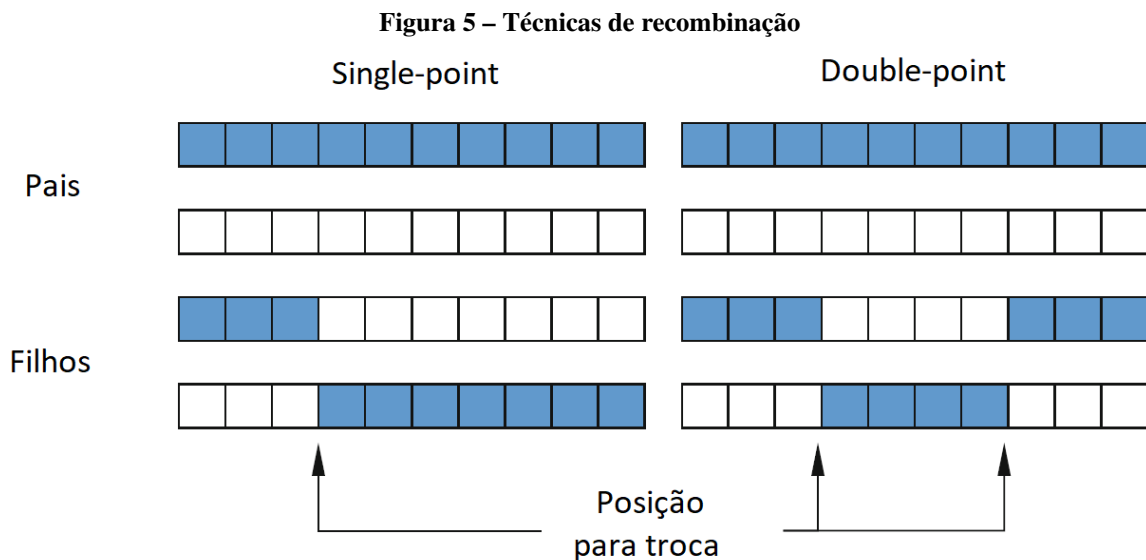 Figura 5 – Técnicas de recombinação
Single-point
Double-point
Pais
Filhos
Posição
para troca